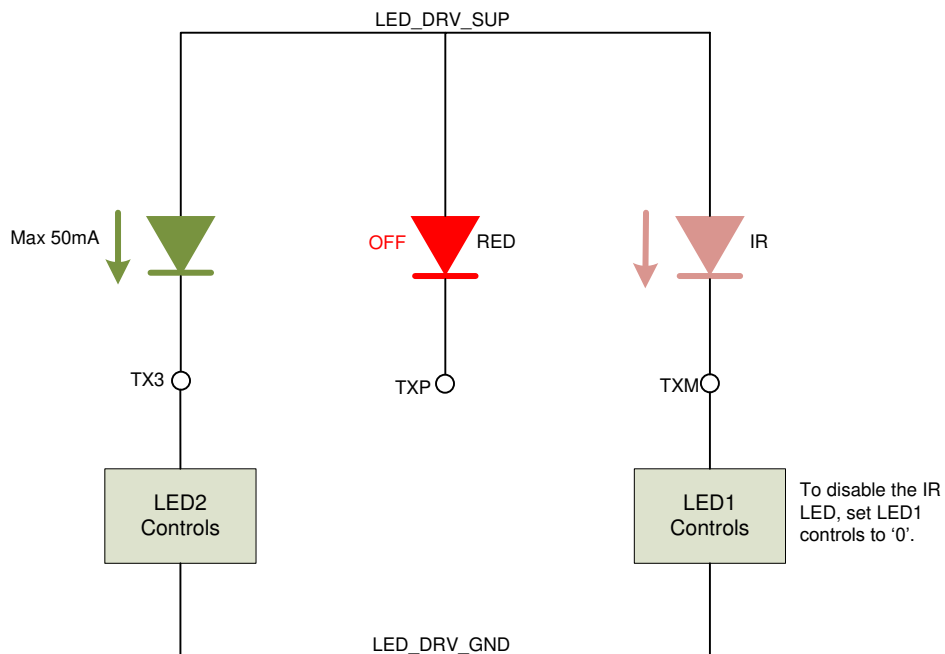 LED_DRV_SUP
Max 50mA
OFF
RED
IR
TX3
TXP
TXM
LED2
Controls
LED1
Controls
To disable the IR
LED, set LED1
controls to ‘0’.
LED_DRV_GND